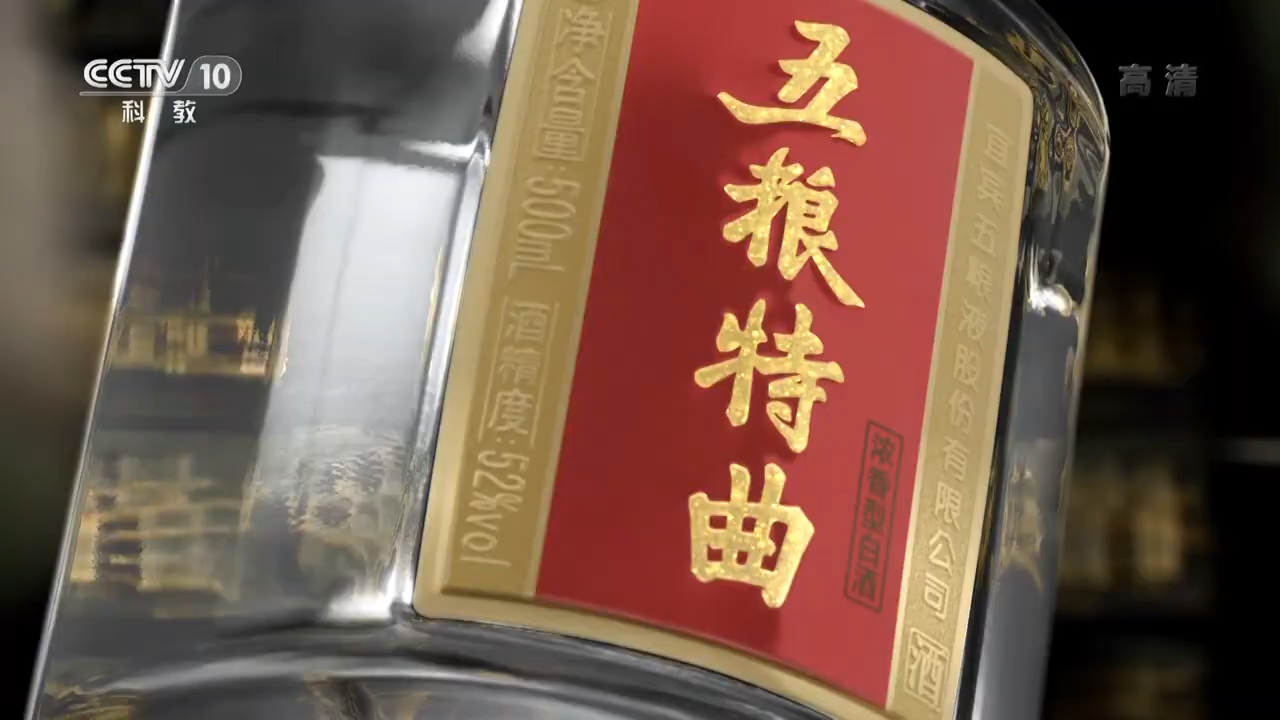 CCTV 10
科教
高清
净含量:500mL
酒精度:52%vol
五粮特曲
浓香型白酒
宜宾五粮液股份有限公司
酒